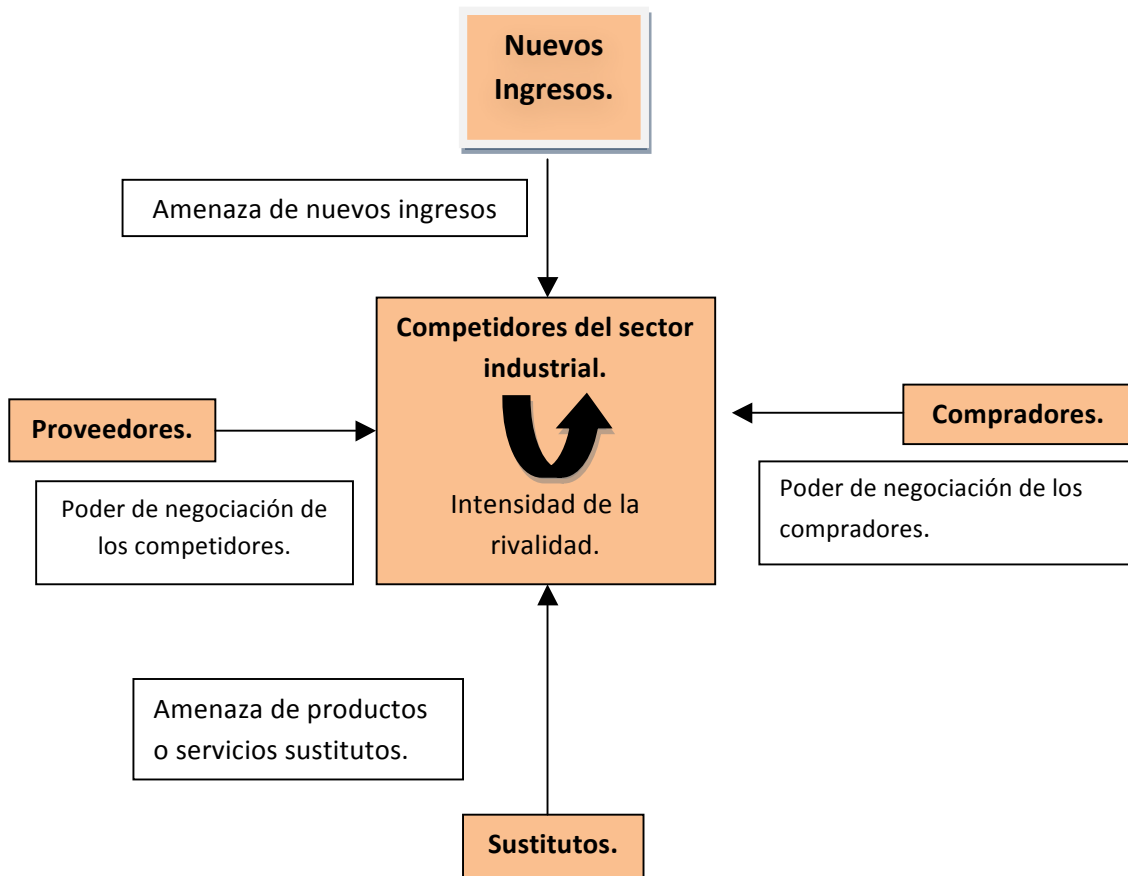 Nuevos
Ingresos.
Amenaza de nuevos ingresos
Competidores del sector
industrial.
Proveedores.
Compradores.
Poder de negociación de
los competidores.
Intensidad de la
rivalidad.
Poder de negociación de los
compradores.
Amenaza de productos
o servicios sustitutos.
Sustitutos.